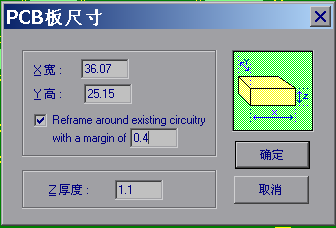 PCB板尺寸
X宽： 36.07
Y高： 25.15
Reframe around existing circuitry
with a margin of 0.4
Z厚度： 1.1
Y
Z
X
确定
取消